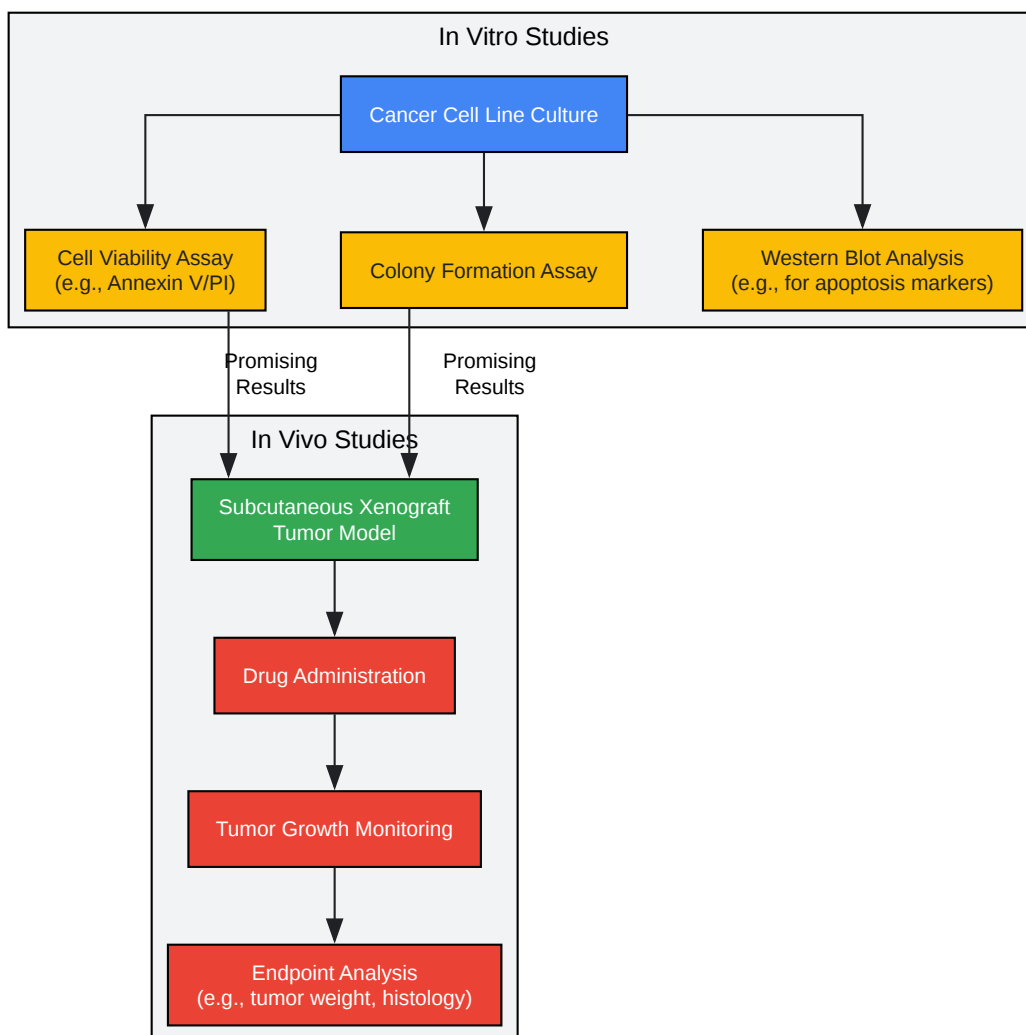 In Vitro Studies
Cancer Cell Line Culture
Cell Viability Assay
(e.g., Annexin V/PI)
Colony Formation Assay
Western Blot Analysis
(e.g., for apoptosis markers)
Promising
Results
Promising
Results
In Vivo Studies
Subcutaneous Xenograft
Tumor Model
Drug Administration
Tumor Growth Monitoring
Endpoint Analysis
(e.g., tumor weight, histology)